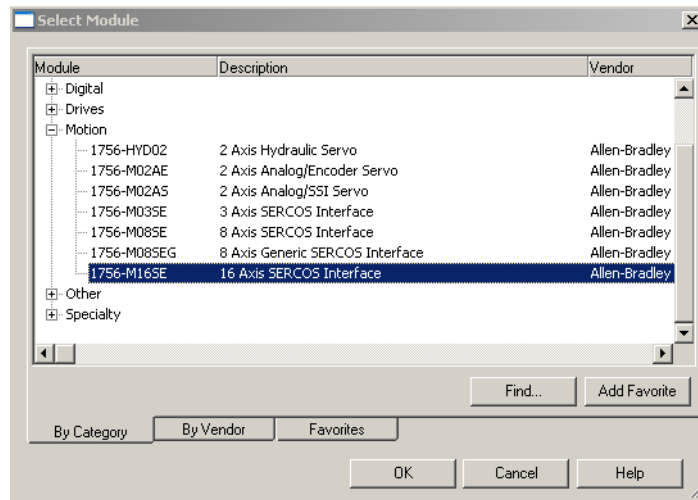 Select Module
Module Description Vendor
Digital
Drives
Motion
1756-HYD02 2 Axis Hydraulic Servo Allen-Bradley
1756-M02AE 2 Axis Analog/Encoder Servo Allen-Bradley
1756-M02AS 2 Axis Analog/SSI Servo Allen-Bradley
1756-M03SE 3 Axis SERCOS Interface Allen-Bradley
1756-M08SE 8 Axis SERCOS Interface Allen-Bradley
1756-M08SEG 8 Axis Generic SERCOS Interface Allen-Bradley
1756-M16SE 16 Axis SERCOS Interface Allen-Bradley
Other
Specialty
Find... Add Favorite
By Category By Vendor Favorites
OK Cancel Help